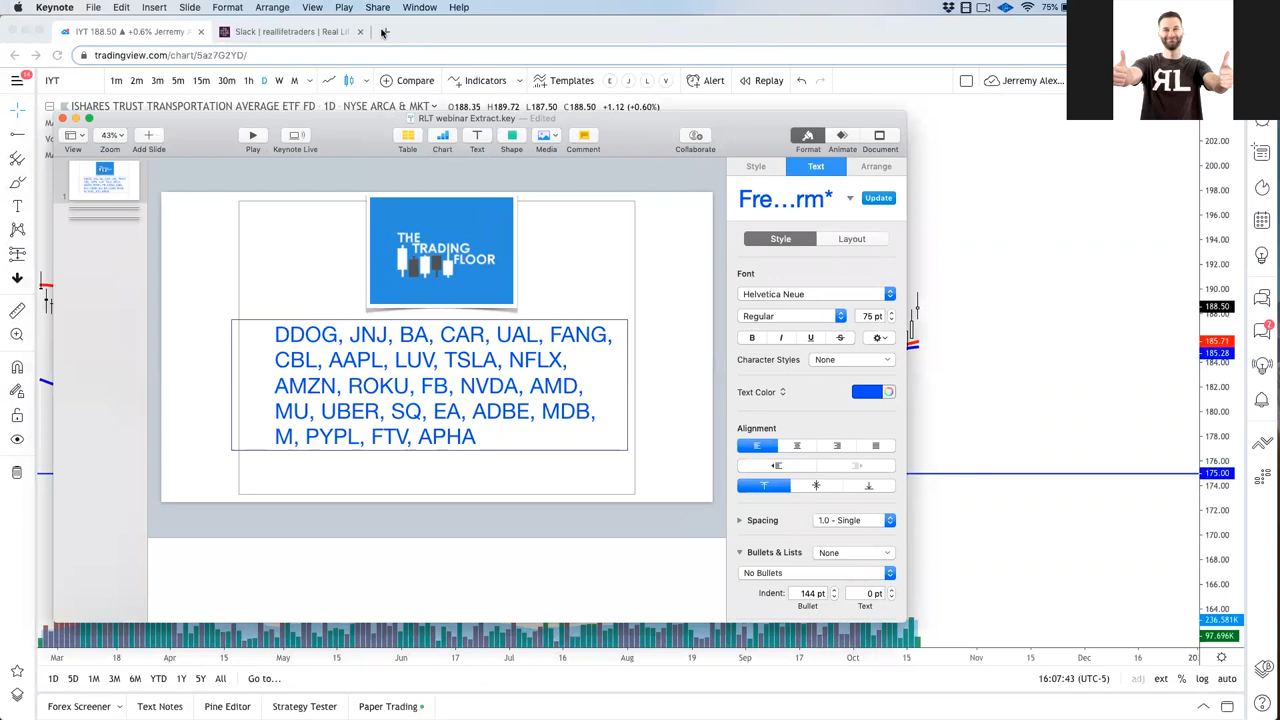 Keynote File Edit Insert Slide Format Arrange View Play Share Window Help 75%
IYT 188.50 ▲ +0.6% Jerremy A Slack | reallifetraders | Real Li
tradingview.com/chart/5az7G2YD/
14 IYT 1m 2m 3m 5m 15m 30m 1h D W M Compare Indicators Templates E J L V Alert Replay Jerremy Alex...
ISHARES TRUST TRANSPORTATION AVERAGE ETF FD 1D NYSE ARCA & MKT O188.35 H189.72 L187.50 C188.50 +1.12 (+0.60%)
RLT webinar Extract.key — Edited
43%
View Zoom Add Slide Play Keynote Live Table Chart Text Shape Media Comment Collaborate Format Animate Document
Style Text Arrange
Fre...rm* Update
Style Layout
Font
Helvetica Neue
Regular 75 pt
B I U S
Character Styles None
Text Color
Alignment
Spacing 1.0 - Single
Bullets & Lists None
No Bullets
Indent: 144 pt 0 pt
Bullet Text
1
THE
TRADING
FLOOR
DDOG, JNJ, BA, CAR, UAL, FANG,
CBL, AAPL, LUV, TSLA, NFLX,
AMZN, ROKU, FB, NVDA, AMD,
MU, UBER, SQ, EA, ADBE, MDB,
M, PYPL, FTV, APHA
RL
202.00
200.00
198.00
196.00
194.00
192.00
190.00
188.50
188.00
185.71
185.28
182.00
180.00
178.00
176.00
175.00
174.00
172.00
170.00
168.00
166.00
164.00
236.581K
97.696K
2
Mar 18 Apr 15 May 15 Jun 17 Jul 16 Aug 19 Sep 15 Oct 15 Nov 15 Dec 16 20
1D 5D 1M 3M 6M YTD 1Y 5Y All Go to... 16:07:43 (UTC-5) adj ext % log auto
Forex Screener Text Notes Pine Editor Strategy Tester Paper Trading